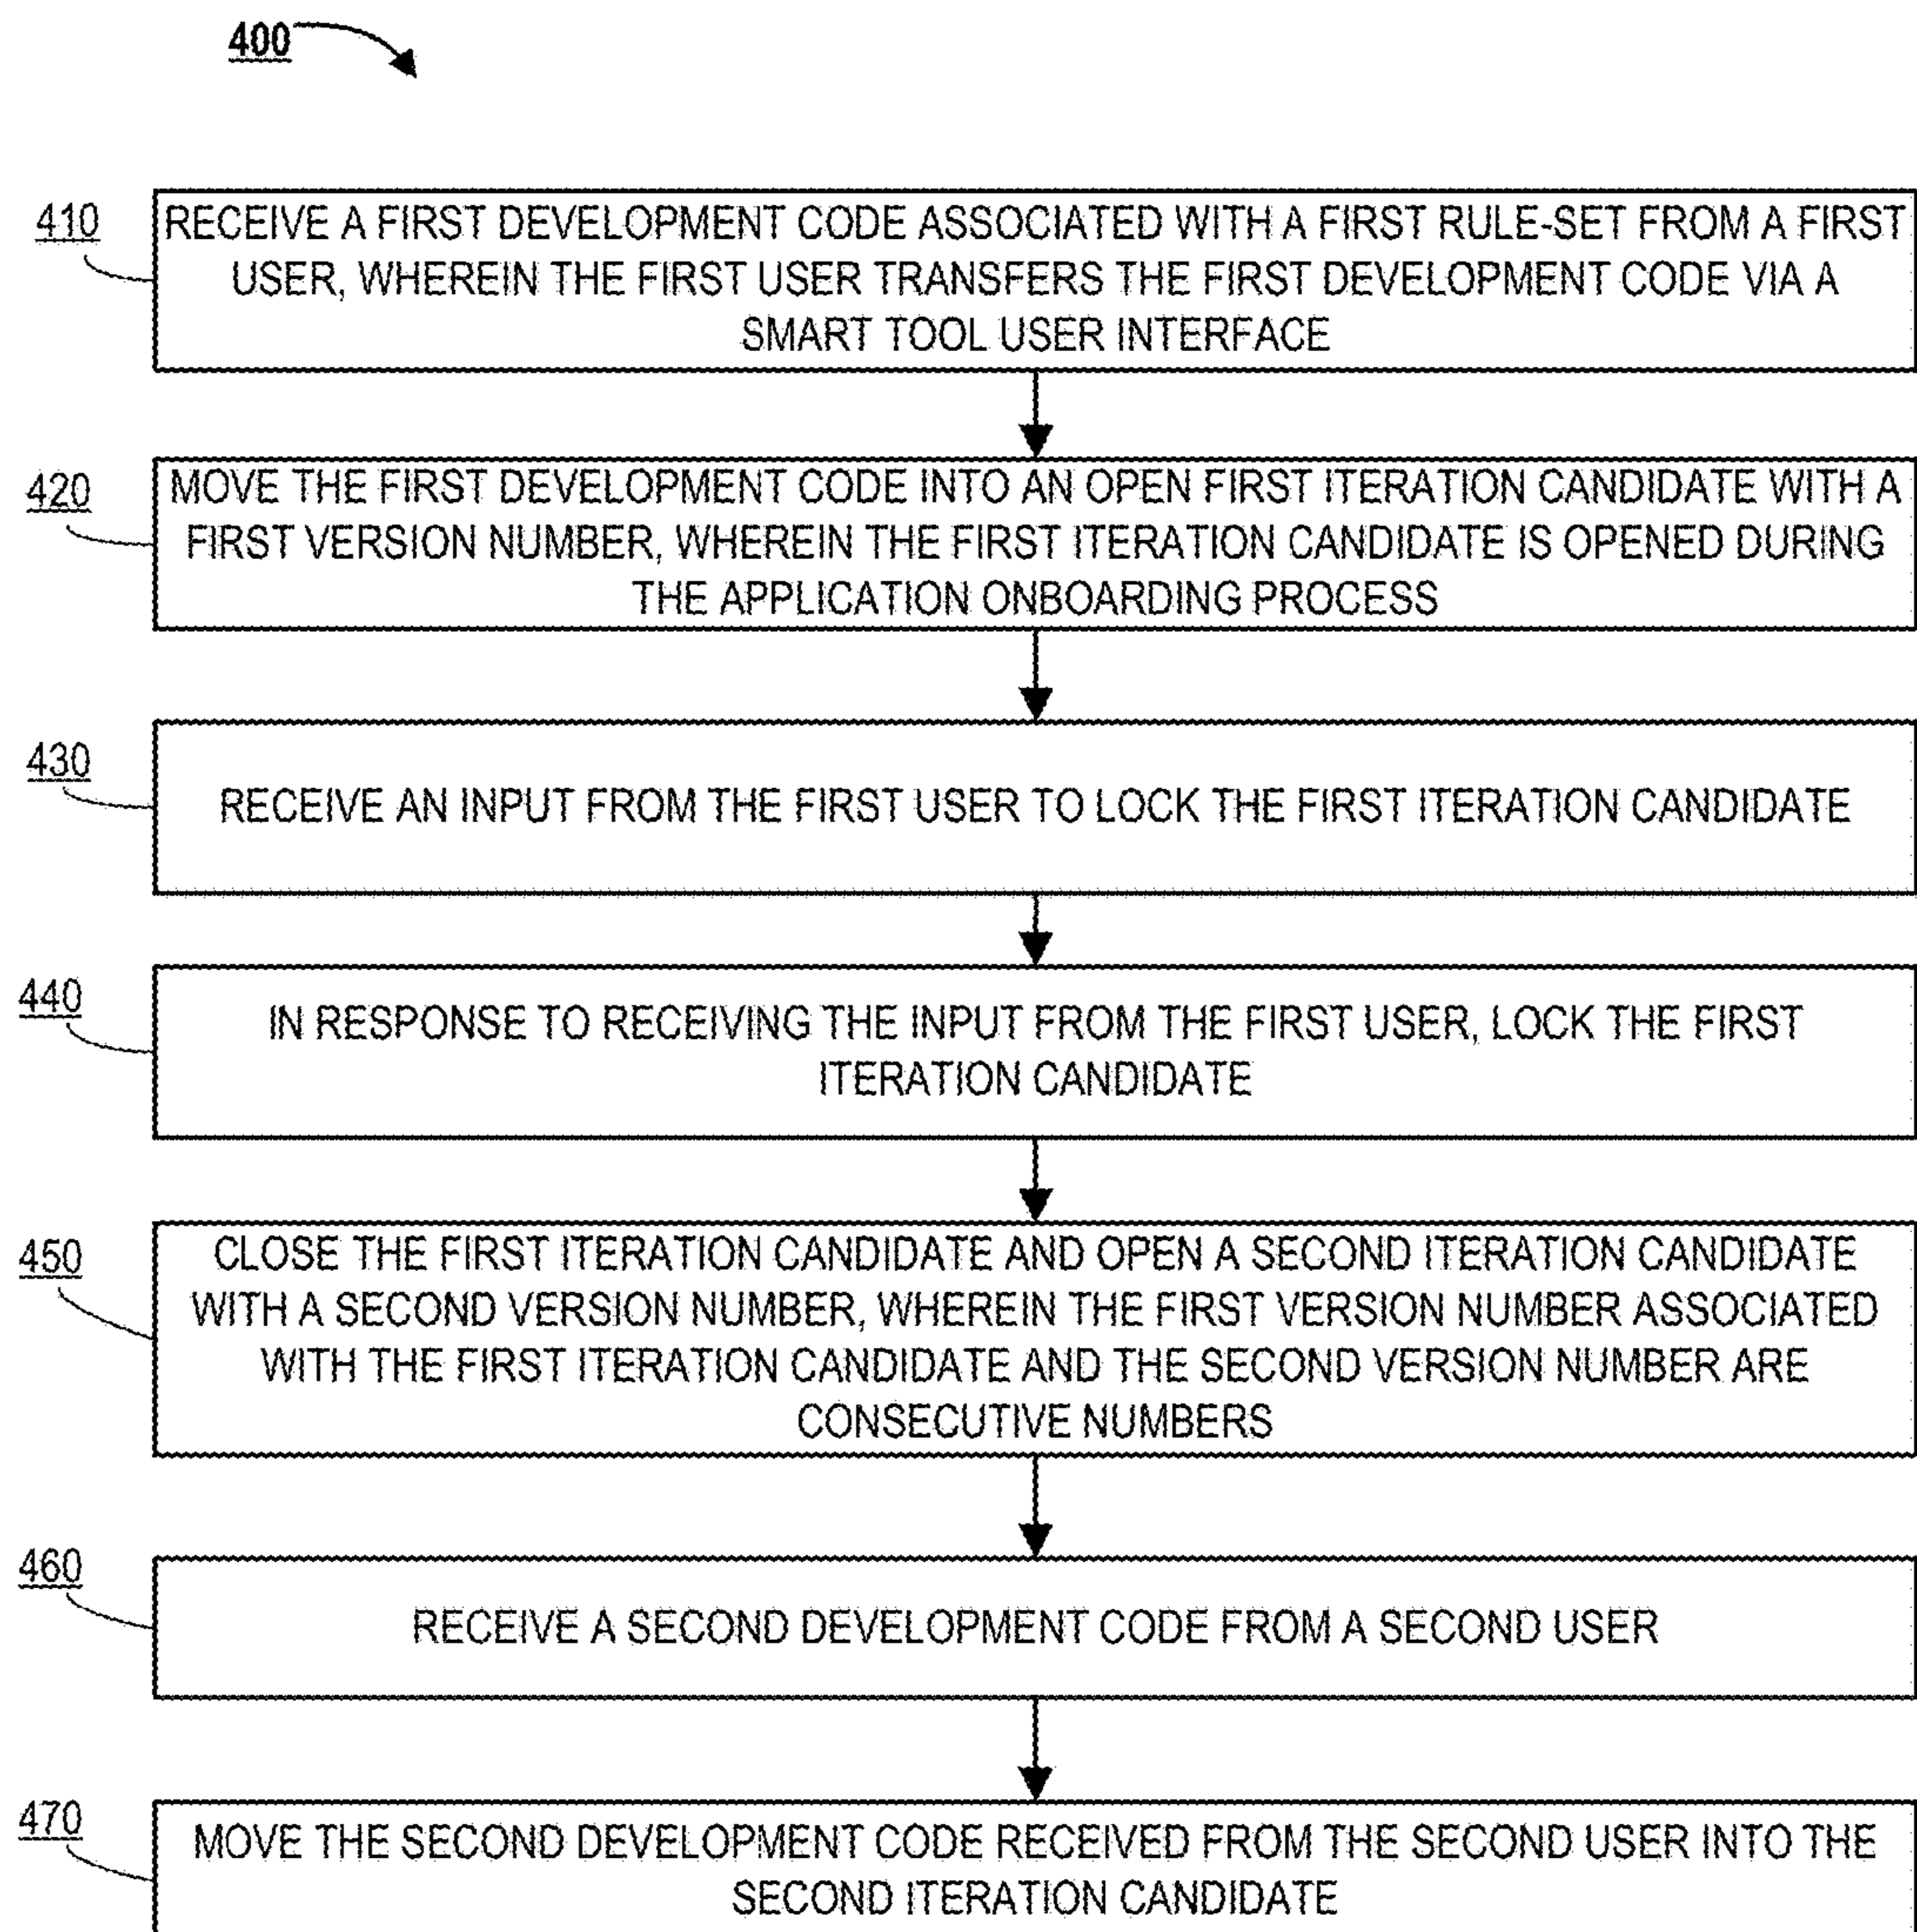 400
410
RECEIVE A FIRST DEVELOPMENT CODE ASSOCIATED WITH A FIRST RULE-SET FROM A FIRST
USER, WHEREIN THE FIRST USER TRANSFERS THE FIRST DEVELOPMENT CODE VIA A
SMART TOOL USER INTERFACE
420
MOVE THE FIRST DEVELOPMENT CODE INTO AN OPEN FIRST ITERATION CANDIDATE WITH A
FIRST VERSION NUMBER, WHEREIN THE FIRST ITERATION CANDIDATE IS OPENED DURING
THE APPLICATION ONBOARDING PROCESS
430
RECEIVE AN INPUT FROM THE FIRST USER TO LOCK THE FIRST ITERATION CANDIDATE
440
IN RESPONSE TO RECEIVING THE INPUT FROM THE FIRST USER, LOCK THE FIRST
ITERATION CANDIDATE
450
CLOSE THE FIRST ITERATION CANDIDATE AND OPEN A SECOND ITERATION CANDIDATE
WITH A SECOND VERSION NUMBER, WHEREIN THE FIRST VERSION NUMBER ASSOCIATED
WITH THE FIRST ITERATION CANDIDATE AND THE SECOND VERSION NUMBER ARE
CONSECUTIVE NUMBERS
460
RECEIVE A SECOND DEVELOPMENT CODE FROM A SECOND USER
470
MOVE THE SECOND DEVELOPMENT CODE RECEIVED FROM THE SECOND USER INTO THE
SECOND ITERATION CANDIDATE